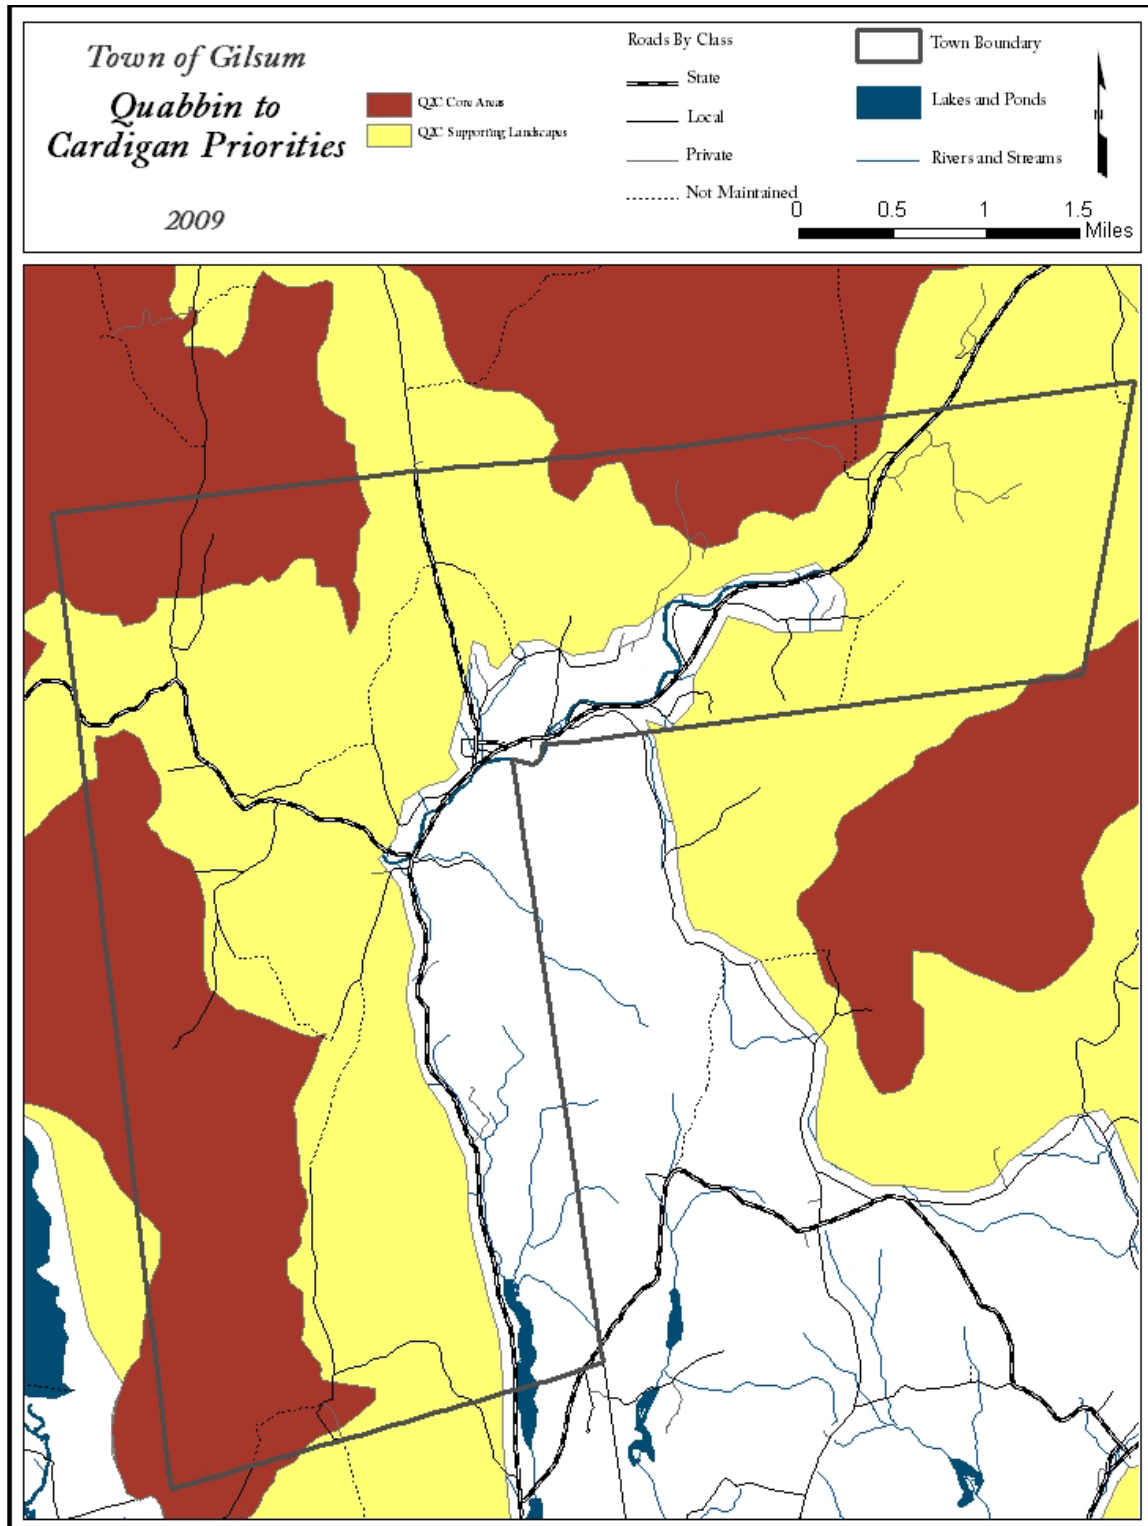 Town of Gilsum
Quabbin to
Cardigan Priorities
2009
Q2C Core Areas
Q2C Supporting Landscapes
Roads By Class
State
Local
Private
Not Maintained
Town Boundary
Lakes and Ponds
Rivers and Streams
N
0 0.5 1 1.5
Miles